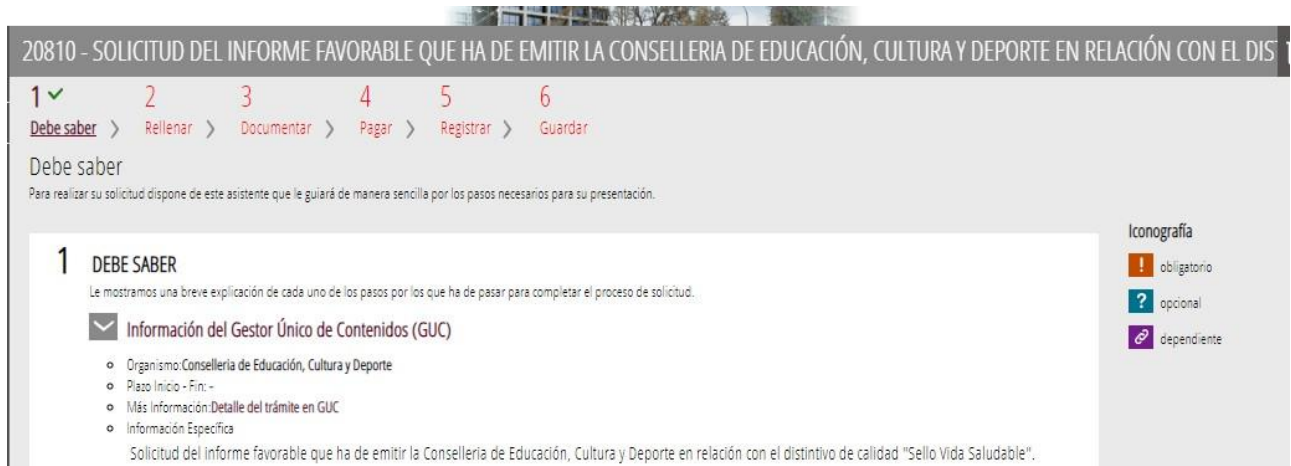 20810 - SOLICITUD DEL INFORME FAVORABLE QUE HA DE EMITIR LA CONSELLERIA DE EDUCACIÓN, CULTURA Y DEPORTE EN RELACIÓN CON EL DIS
1 2 3 4 5 6
Debe saber > Rellenar > Documentar > Pagar > Registrar > Guardar
Debe saber
Para realizar su solicitud dispone de este asistente que le guiará de manera sencilla por los pasos necesarios para su presentación.
1 DEBE SABER
Le mostramos una breve explicación de cada uno de los pasos por los que ha de pasar para completar el proceso de solicitud.
Información del Gestor Único de Contenidos (GUC)
Organismo:Conselleria de Educación, Cultura y Deporte
Plazo Inicio - Fin: -
Más Información:Detalle del trámite en GUC
Información Específica
Solicitud del informe favorable que ha de emitir la Conselleria de Educación, Cultura y Deporte en relación con el distintivo de calidad "Sello Vida Saludable".
Iconografía
! obligatorio
? opcional
dependiente